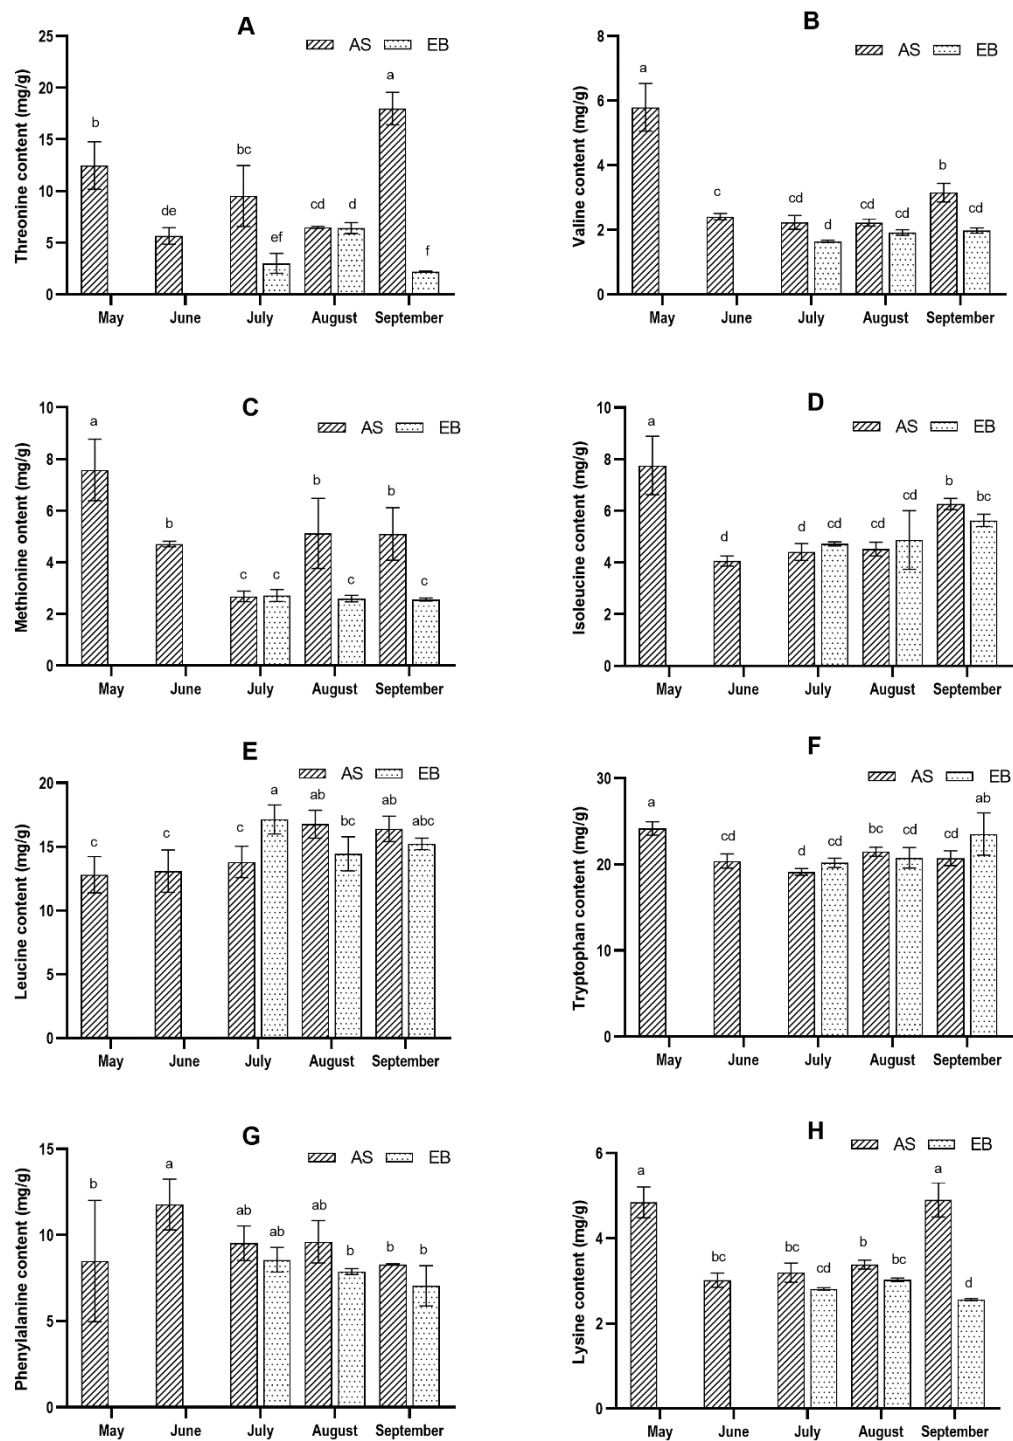 A
AS EB
Threonine content (mg/g)
25
20
15
10
5
0
b
de
bc
ef
cd
d
a
f
May June July August September
B
AS EB
Valine content (mg/g)
8
6
4
2
0
a
c
cd
d
cd
cd
b
cd
May June July August September
C
AS EB
Methionine ontent (mg/g)
10
8
6
4
2
0
a
b
c
c
b
c
b
c
May June July August September
D
AS EB
Isoleucine content (mg/g)
10
8
6
4
2
0
a
d
d
cd
cd
cd
b
bc
May June July August September
E
AS EB
Leucine content (mg/g)
20
15
10
5
0
c
c
c
a
ab
bc
ab
abc
May June July August September
F
AS EB
Tryptophan content (mg/g)
30
20
10
0
a
cd
d
cd
bc
cd
cd
ab
May June July August September
G
AS EB
Phenylalanine content (mg/g)
15
10
5
0
b
a
ab
ab
ab
b
b
b
May June July August September
H
AS EB
Lysine content (mg/g)
6
4
2
0
a
bc
bc
cd
b
bc
a
d
May June July August September